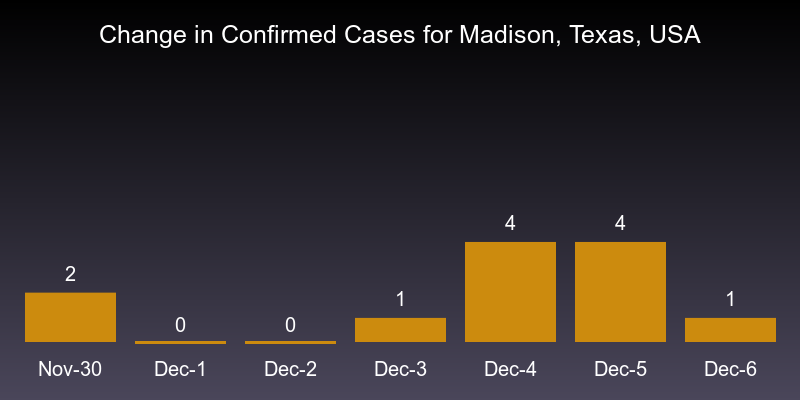 Change in Confirmed Cases for Madison, Texas, USA
4 4
2
1 1
0 0
Nov-30 Dec-1 Dec-2 Dec-3 Dec-4 Dec-5 Dec-6